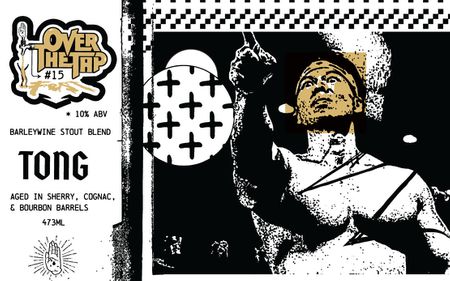 OVER
THE TAP
#15
* 10% ABV
BARLEYWINE STOUT BLEND
TONG
AGED IN SHERRY, COGNAC,
& BOURBON BARRELS
473ML